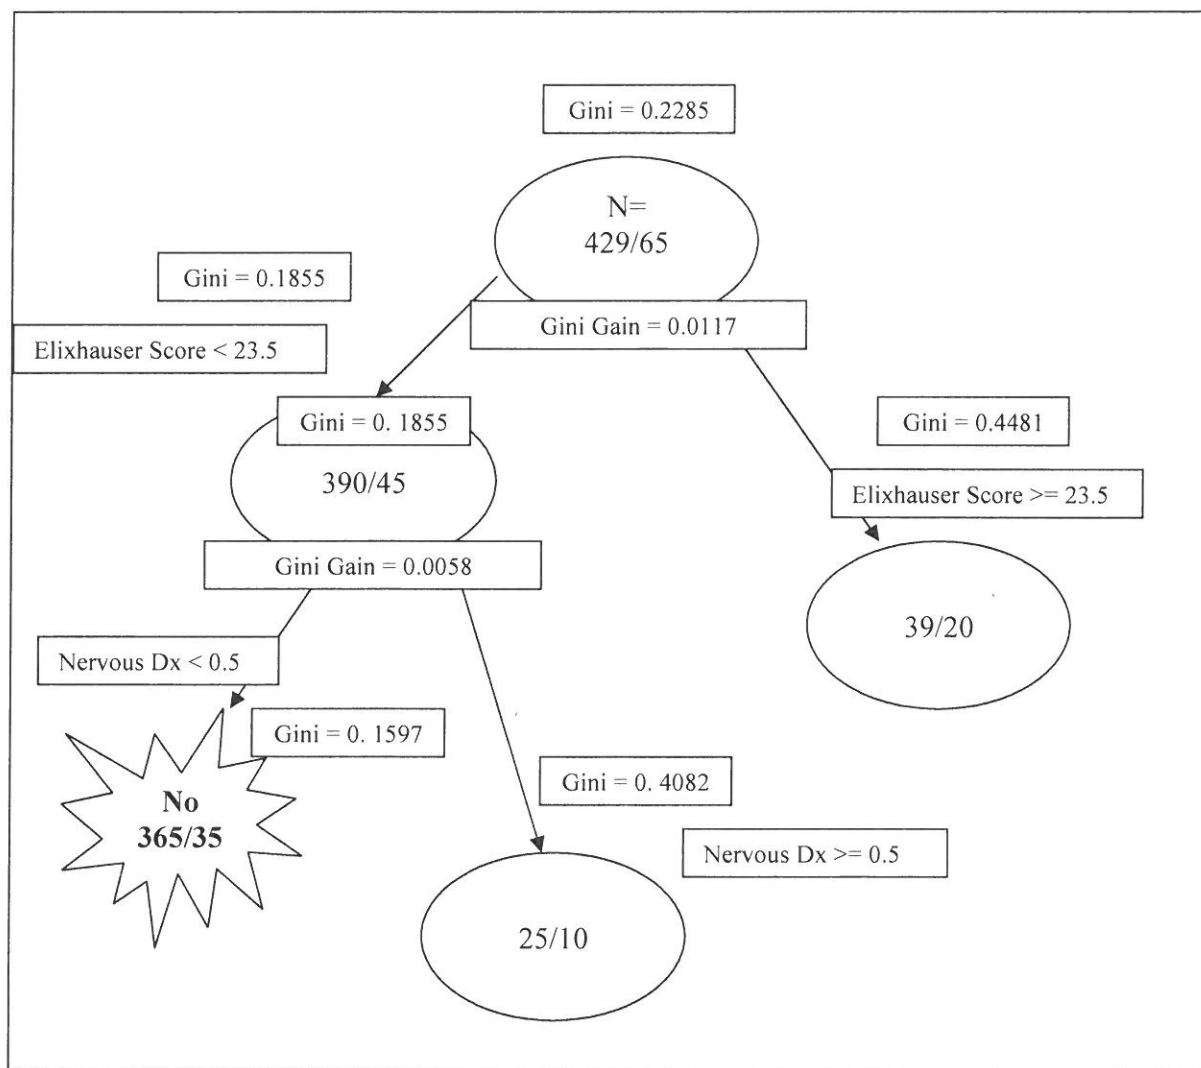 Gini = 0.2285
N=
429/65
Gini = 0.1855
Gini Gain = 0.0117
Elixhauser Score < 23.5
Gini = 0. 1855
Gini = 0.4481
390/45
Elixhauser Score >= 23.5
Gini Gain = 0.0058
39/20
Nervous Dx < 0.5
Gini = 0. 1597
Gini = 0. 4082
No
365/35
Nervous Dx >= 0.5
25/10